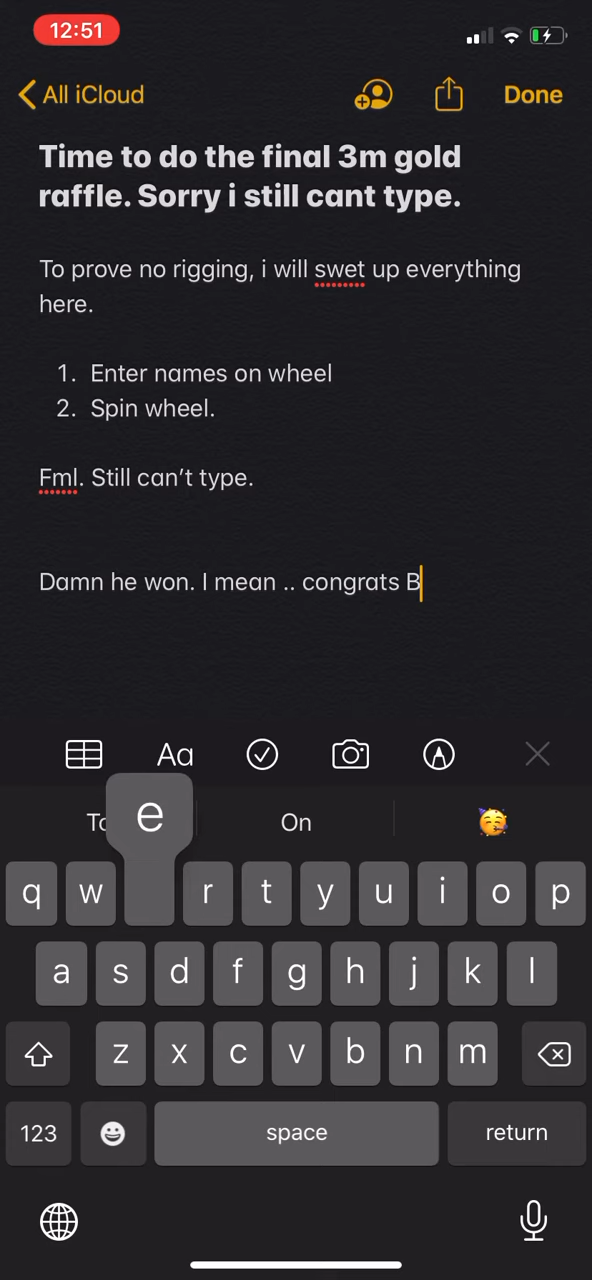 12:51
All iCloud
Done
Time to do the final 3m gold
raffle. Sorry i still cant type.
To prove no rigging, i will swet up everything
here.
1. Enter names on wheel
2. Spin wheel.
Fml. Still can’t type.
Damn he won. I mean .. congrats B
Aa
On 🥳
e
q w r t y u i o p
a s d f g h j k l
z x c v b n m
123 space return